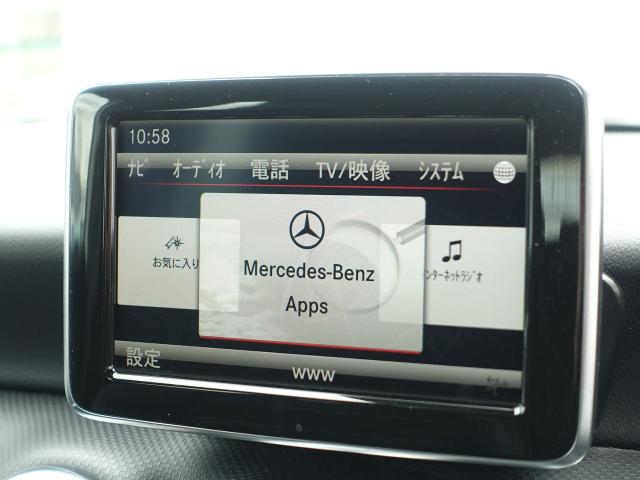 10:58
ナビ オーディオ 電話 TV/映像 システム
お気に入り
Mercedes-Benz
Apps
ンターネットラジオ
設定
www